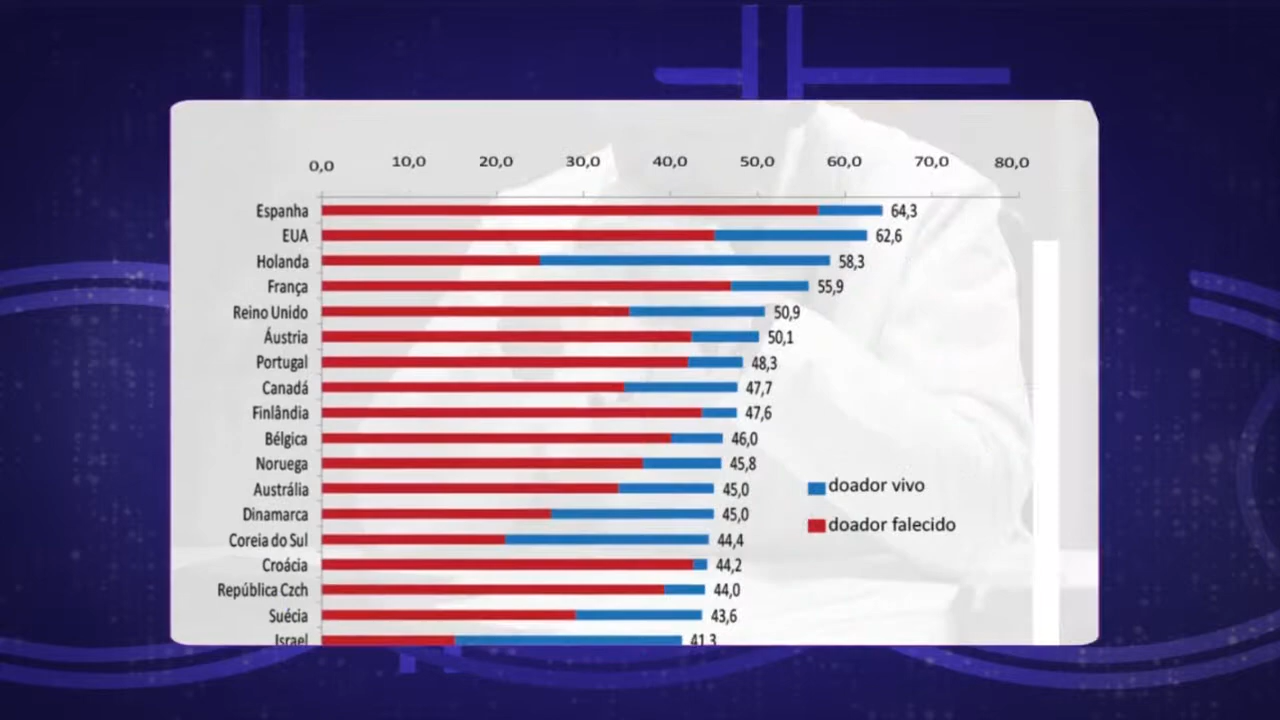 0,0 10,0 20,0 30,0 40,0 50,0 60,0 70,0 80,0
Espanha 64,3
EUA 62,6
Holanda 58,3
França 55,9
Reino Unido 50,9
Áustria 50,1
Portugal 48,3
Canadá 47,7
Finlândia 47,6
Bélgica 46,0
Noruega 45,8
Austrália 45,0
Dinamarca 45,0
Coreia do Sul 44,4
Croácia 44,2
República Czch 44,0
Suécia 43,6
Israel 41,3
doador vivo
doador falecido